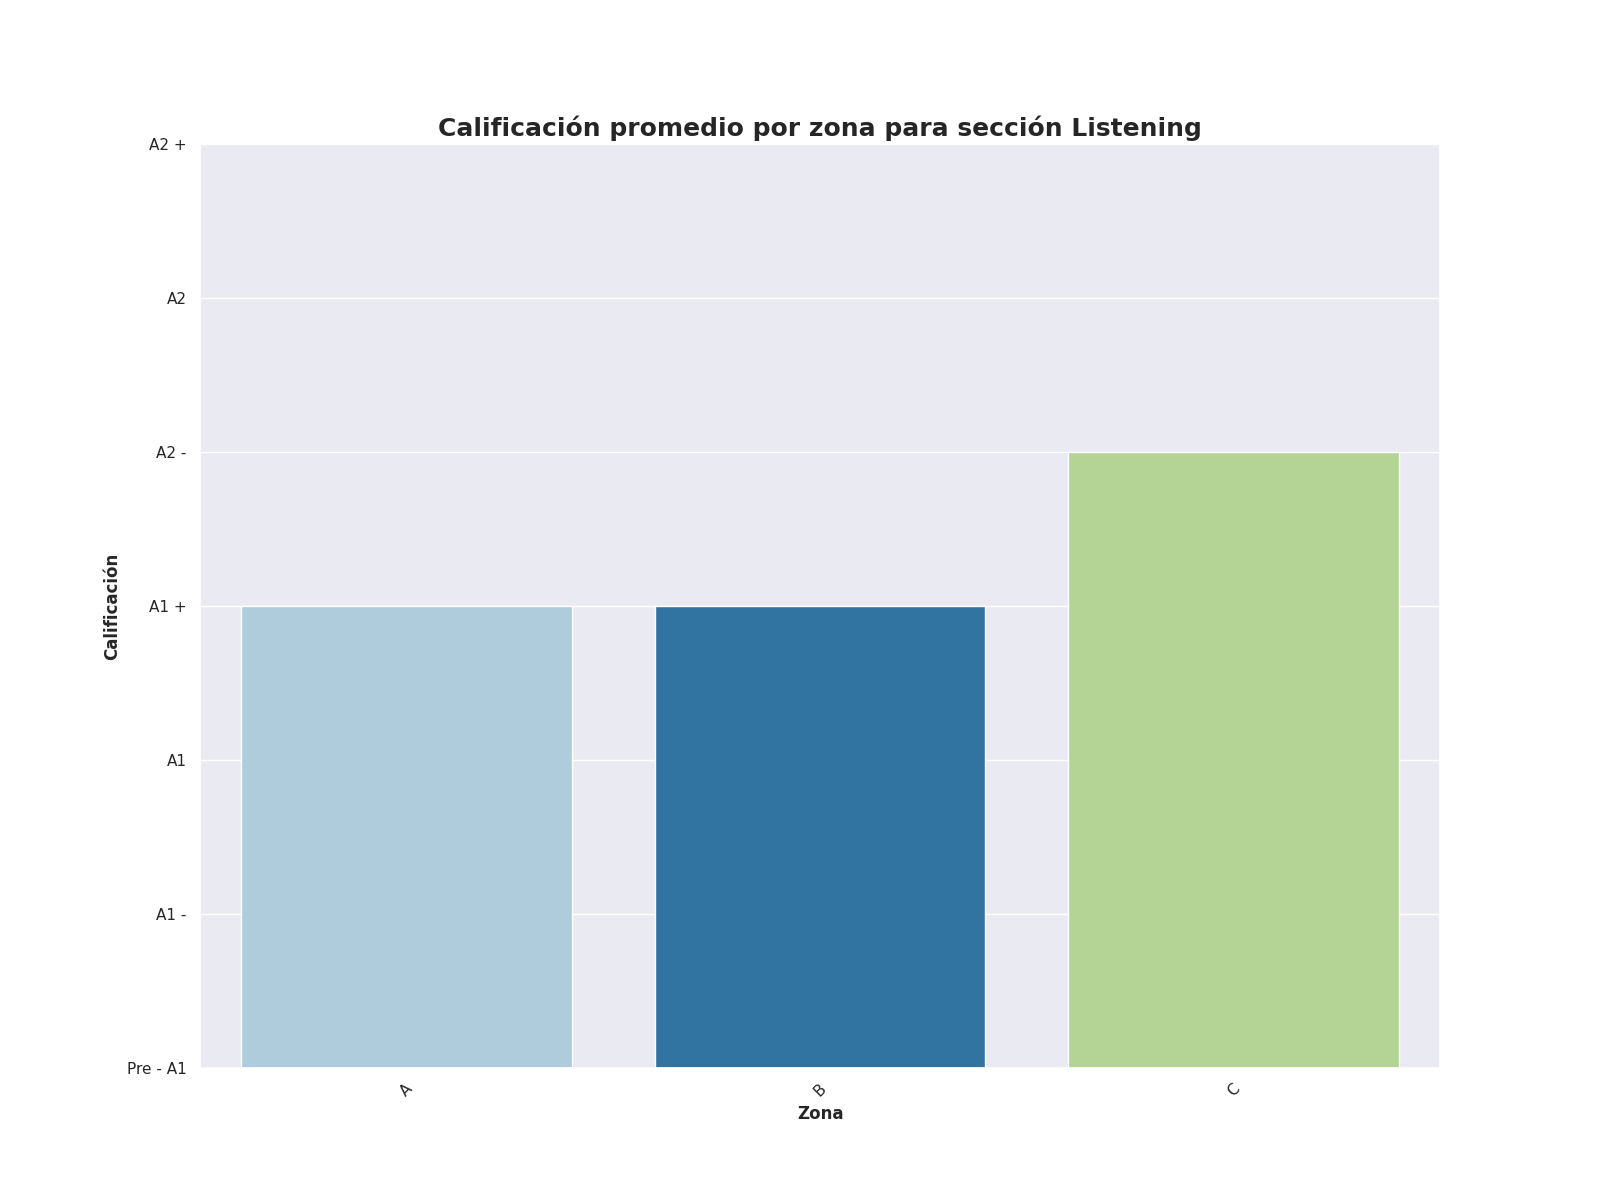 Calificación promedio por zona para sección Listening
A2 +
A2
A2 -
A1 +
A1
A1 -
Pre - A1
Calificación
A
B
C
Zona